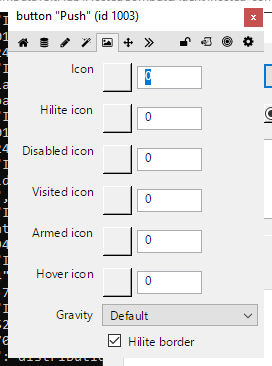 button "Push" (id 1003)
x
Icon
0
Hilite icon
0
Disabled icon
0
Visited icon
0
Armed icon
0
Hover icon
0
Gravity
Default
Hilite border